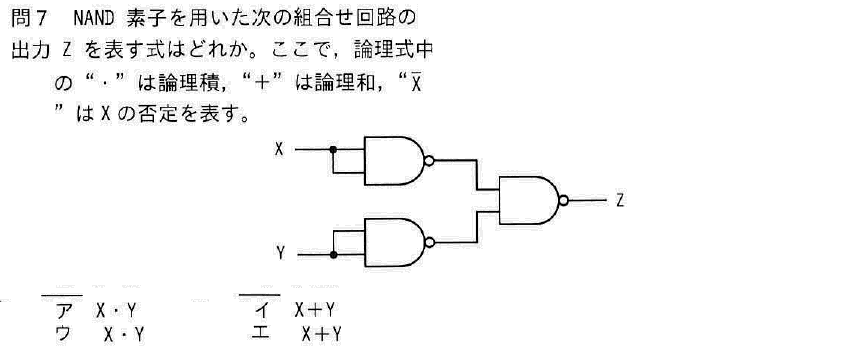 問７　NAND 素子を用いた次の組合せ回路の
出力 Z を表す式はどれか。ここで，論理式中
の“・”は論理積，“＋”は論理和，“X̄
”はXの否定を表す。
X
Z
Y
ア　X・Y　　　イ　X＋Y
ウ　X・Y　　　エ　X＋Y